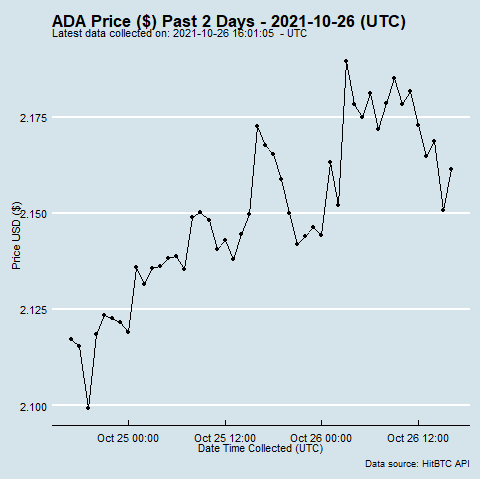 ADA Price ($) Past 2 Days - 2021-10-26 (UTC)
Latest data collected on: 2021-10-26 16:01:05 - UTC
2.175
2.150
2.125
2.100
Price USD ($)
Oct 25 00:00 Oct 25 12:00 Oct 26 00:00 Oct 26 12:00
Date Time Collected (UTC)
Data source: HitBTC API